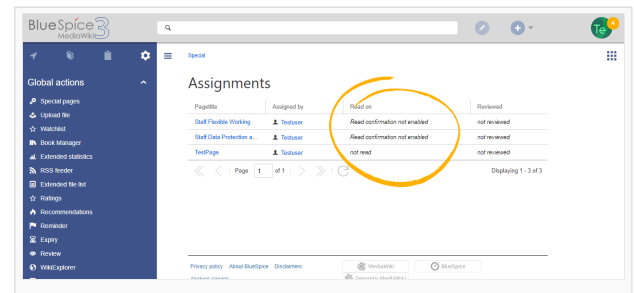 BlueSpice 3
MediaWiki
Te
Special
Global actions
Special pages
Upload file
Watchlist
Book Manager
Extended statistics
RSS feeder
Extended file list
Ratings
Recommendations
Reminder
Expiry
Review
WikiExplorer
Assignments
Pagetitle Assigned by Read on Reviewed
Staff:Flexible Working Testuser Read confirmation not enabled not reviewed
Staff:Data Protection a... Testuser Read confirmation not enabled not reviewed
TestPage Testuser not read not reviewed
Page 1 of 1 Displaying 1 - 3 of 3
Privacy policy About BlueSpice Disclaimers
MediaWiki BlueSpice
Semantic MediaWiki